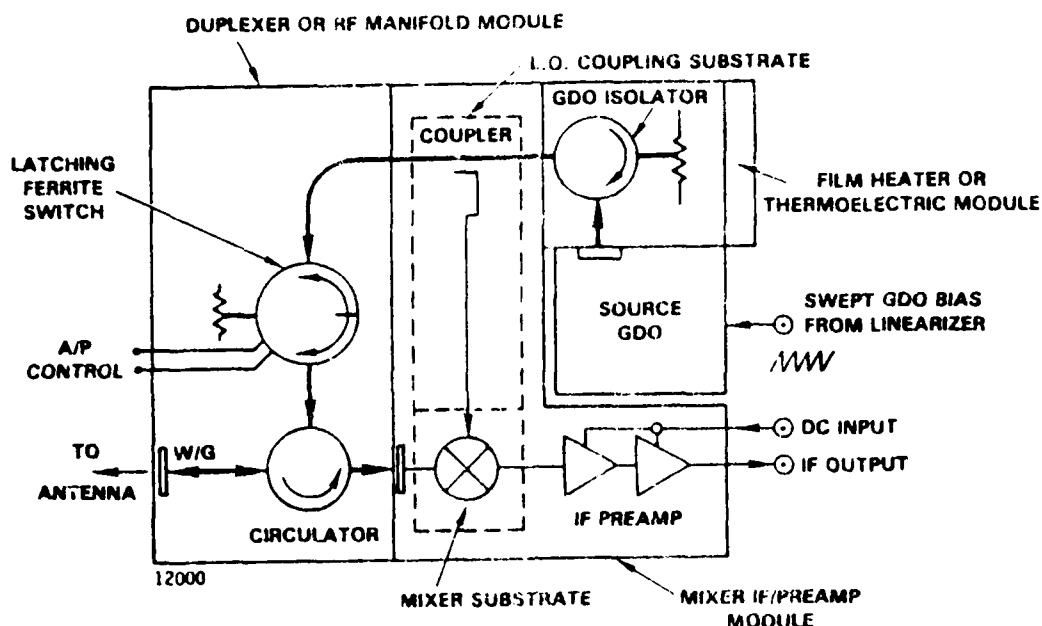 DUPLEXER OR RF MANIFOLD MODULE
L.O. COUPLING SUBSTRATE
GDO ISOLATOR
COUPLER
LATCHING
FERRITE
SWITCH
FILM HEATER OR
THERMOELECTRIC MODULE
SOURCE
GDO
SWEPT GDO BIAS
FROM LINEARIZER
A/P
CONTROL
DC INPUT
TO
ANTENNA
W/G
IF OUTPUT
IF PREAMP
CIRCULATOR
12000
MIXER SUBSTRATE
MIXER IF/PREAMP
MODULE